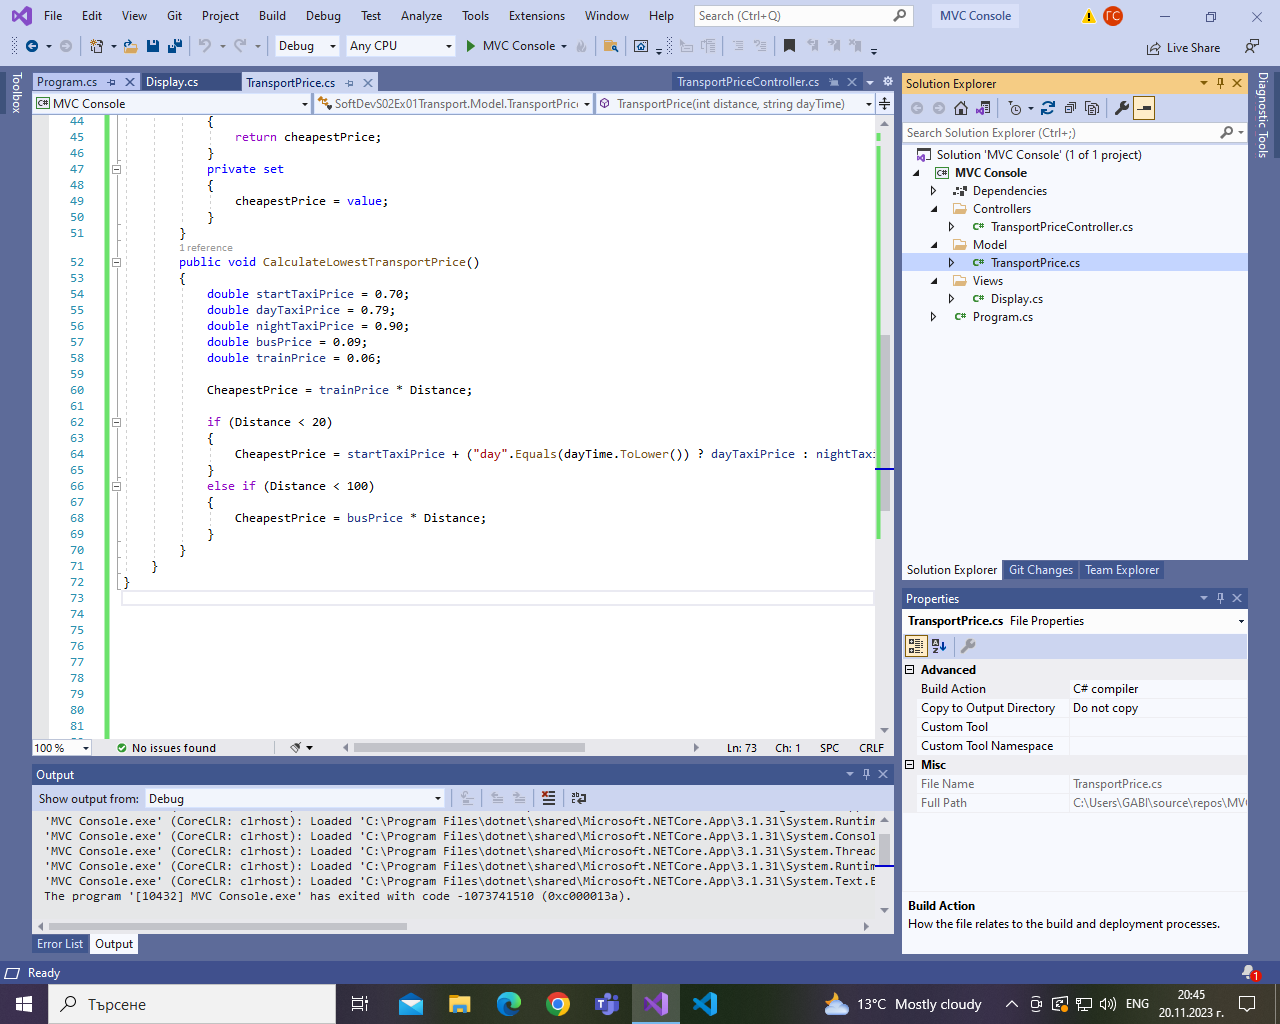 File Edit View Git Project Build Debug Test Analyze Tools Extensions Window Help Search (Ctrl+Q) MVC Console ГС
Debug Any CPU MVC Console Live Share
Toolbox
Program.cs Display.cs TransportPrice.cs TransportPriceController.cs
MVC Console SoftDevS02Ex01Transport.Model.TransportPric TransportPrice(int distance, string dayTime)
44 {
45 return cheapestPrice;
46 }
47 private set
48 {
49 cheapestPrice = value;
50 }
51 }
1 reference
52 public void CalculateLowestTransportPrice()
53 {
54 double startTaxiPrice = 0.70;
55 double dayTaxiPrice = 0.79;
56 double nightTaxiPrice = 0.90;
57 double busPrice = 0.09;
58 double trainPrice = 0.06;
59
60 CheapestPrice = trainPrice * Distance;
61
62 if (Distance < 20)
63 {
64 CheapestPrice = startTaxiPrice + ("day".Equals(dayTime.ToLower()) ? dayTaxiPrice : nightTaxi
65 }
66 else if (Distance < 100)
67 {
68 CheapestPrice = busPrice * Distance;
69 }
70 }
71 }
72 }
73
74
75
76
77
78
79
80
81
100 % No issues found Ln: 73 Ch: 1 SPC CRLF
Output
Show output from: Debug
'MVC Console.exe' (CoreCLR: clrhost): Loaded 'C:\Program Files\dotnet\shared\Microsoft.NETCore.App\3.1.31\System.Runtim
'MVC Console.exe' (CoreCLR: clrhost): Loaded 'C:\Program Files\dotnet\shared\Microsoft.NETCore.App\3.1.31\System.Consol
'MVC Console.exe' (CoreCLR: clrhost): Loaded 'C:\Program Files\dotnet\shared\Microsoft.NETCore.App\3.1.31\System.Thread
'MVC Console.exe' (CoreCLR: clrhost): Loaded 'C:\Program Files\dotnet\shared\Microsoft.NETCore.App\3.1.31\System.Runtim
'MVC Console.exe' (CoreCLR: clrhost): Loaded 'C:\Program Files\dotnet\shared\Microsoft.NETCore.App\3.1.31\System.Text.E
The program '[10432] MVC Console.exe' has exited with code -1073741510 (0xc000013a).
Error List Output
Solution Explorer
Search Solution Explorer (Ctrl+;)
Solution 'MVC Console' (1 of 1 project)
MVC Console
Dependencies
Controllers
C# TransportPriceController.cs
Model
C# TransportPrice.cs
Views
C# Display.cs
C# Program.cs
Solution Explorer Git Changes Team Explorer
Properties
TransportPrice.cs File Properties
Advanced
Build Action C# compiler
Copy to Output Directory Do not copy
Custom Tool
Custom Tool Namespace
Misc
File Name TransportPrice.cs
Full Path C:\Users\GABI\source\repos\MV
Build Action
How the file relates to the build and deployment processes.
Diagnostic Tools
Ready 1
Търсене 13°C Mostly cloudy ENG 20:45
20.11.2023 г.